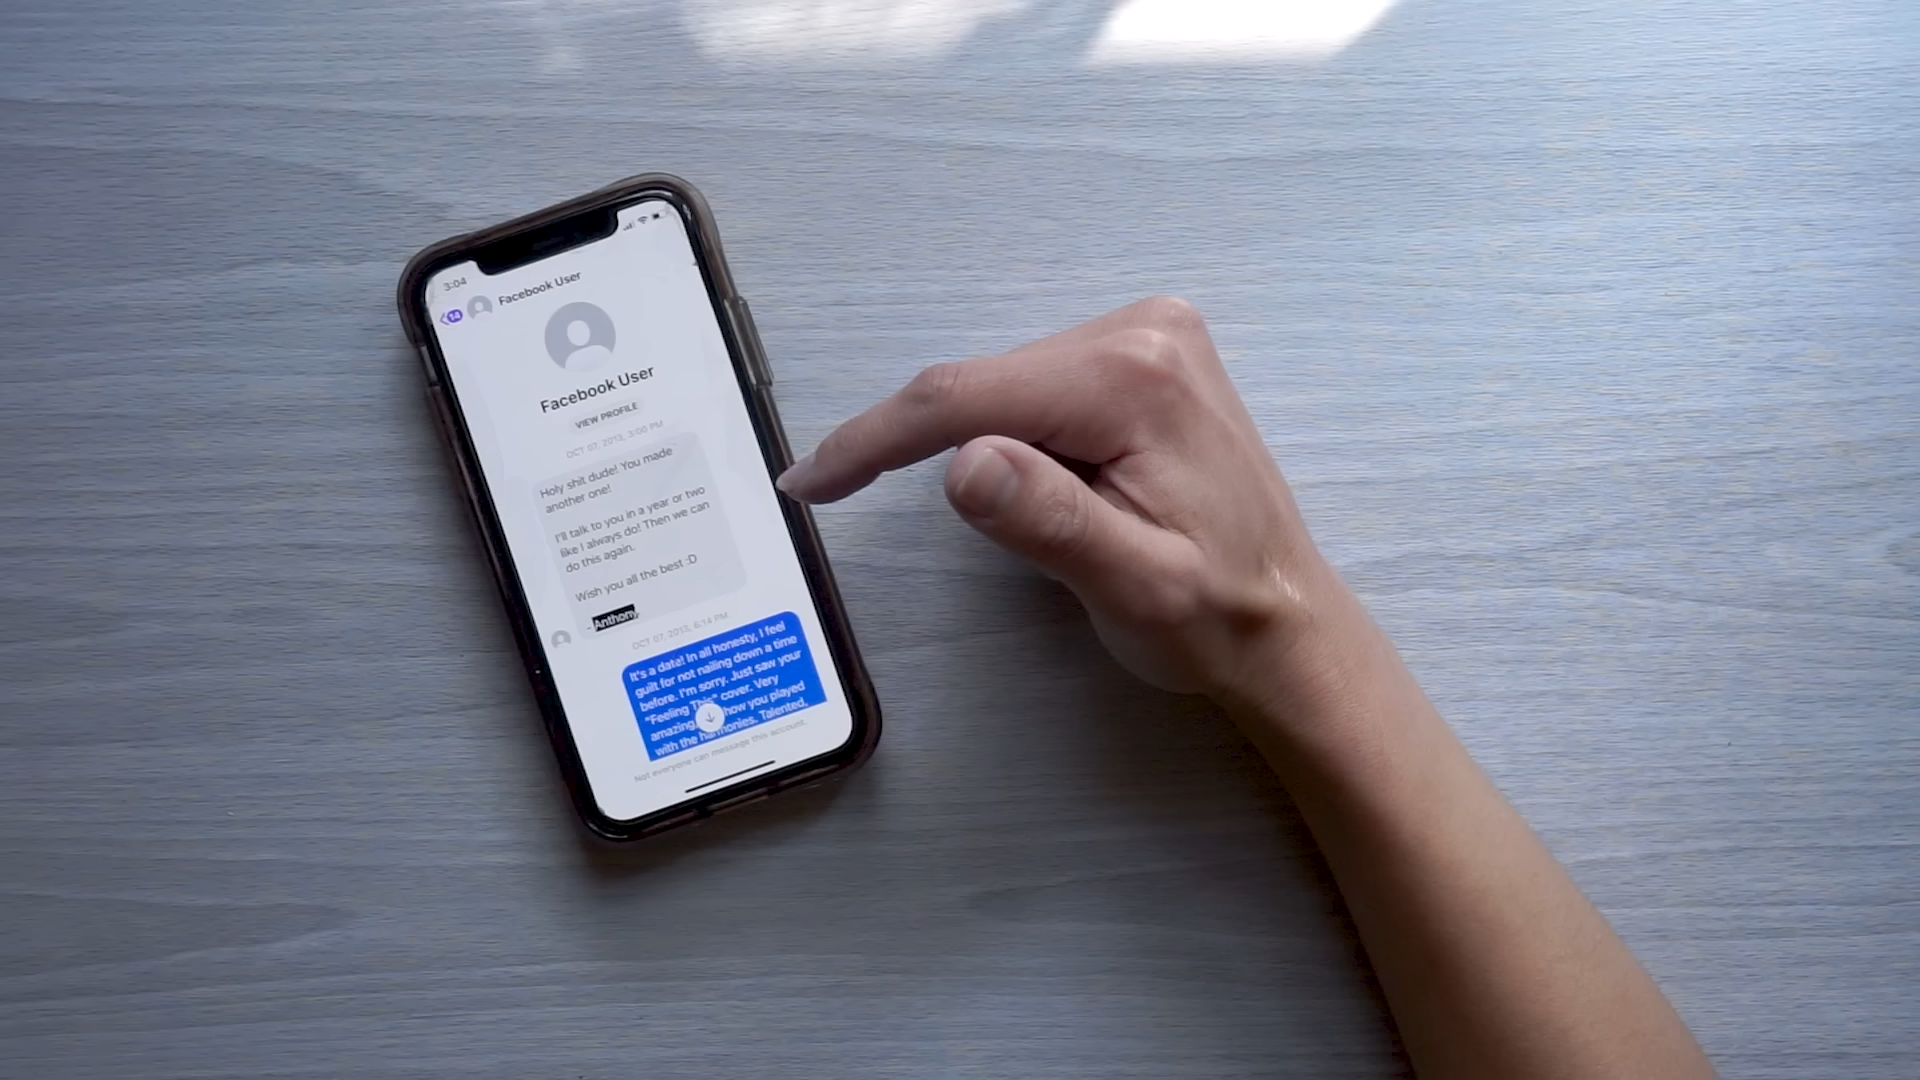 3:04
14
Facebook User
Facebook User
VIEW PROFILE
OCT 07, 2013, 3:00 PM
Holy shit dude! You made
another one!
I'll talk to you in a year or two
like I always do! Then we can
do this again.
Wish you all the best :D
- Anthony
OCT 07, 2013, 6:14 PM
It's a date! In all honesty, I feel
guilt for not nailing down a time
before. I'm sorry. Just saw your
"Feeling This" cover. Very
amazing how you played
with the harmonies. Talented,
Not everyone can message this account.